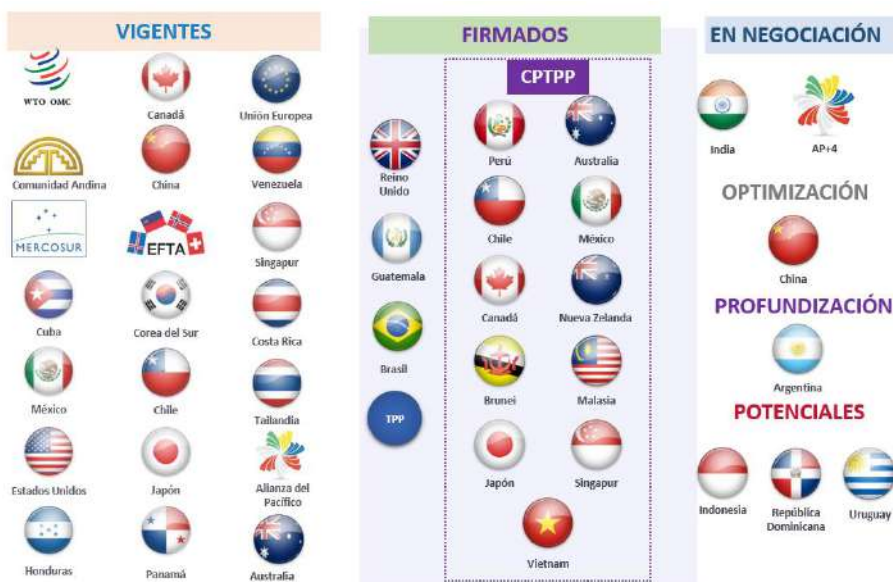 VIGENTES
WTO OMC
Canadá
Unión Europea
Comunidad Andina
China
Venezuela
MERCOSUR
EFTA
Singapur
Cuba
Corea del Sur
Costa Rica
México
Chile
Tailandia
Estados Unidos
Japón
Alianza del
Pacífico
Honduras
Panamá
Australia
FIRMADOS
Reino
Unido
Guatemala
Brasil
TPP
CPTPP
Perú
Australia
Chile
México
Canadá
Nueva Zelanda
Brunei
Malasia
Japón
Singapur
Vietnam
EN NEGOCIACIÓN
India
AP+4
OPTIMIZACIÓN
China
PROFUNDIZACIÓN
Argentina
POTENCIALES
Indonesia
República
Dominicana
Uruguay